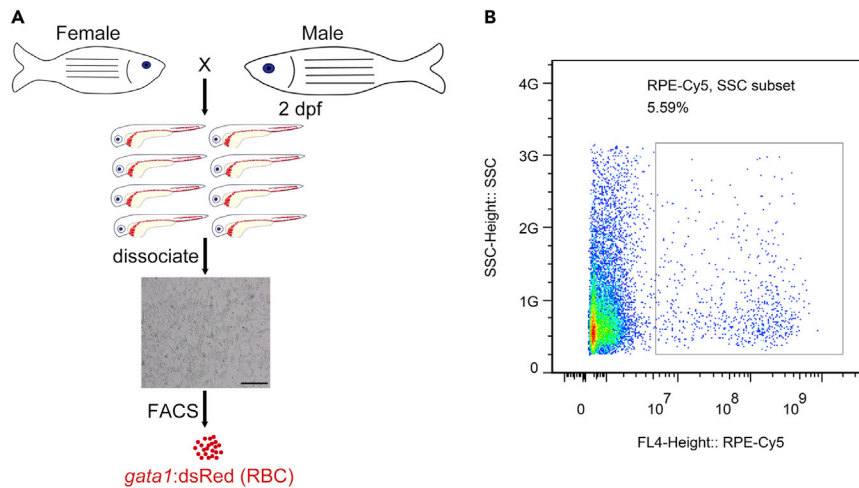 A
Female
Male
X
2 dpf
dissociate
FACS
gata1:dsRed (RBC)
B
RPE-Cy5, SSC subset
5.59%
SSC-Height:: SSC
4G
3G
2G
1G
0
0 10^7 10^8 10^9
FL4-Height:: RPE-Cy5